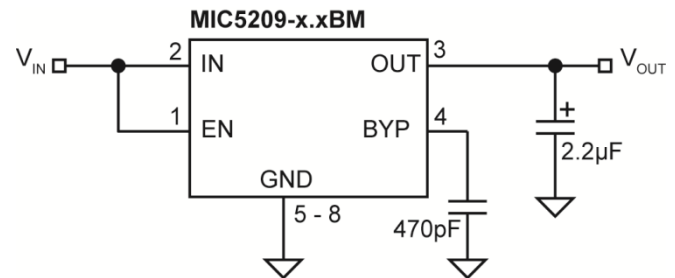 MIC5209-x.xBM
VIN
2
IN
OUT
3
VOUT
1
EN
BYP
4
+
2.2µF
GND
5 - 8
470pF